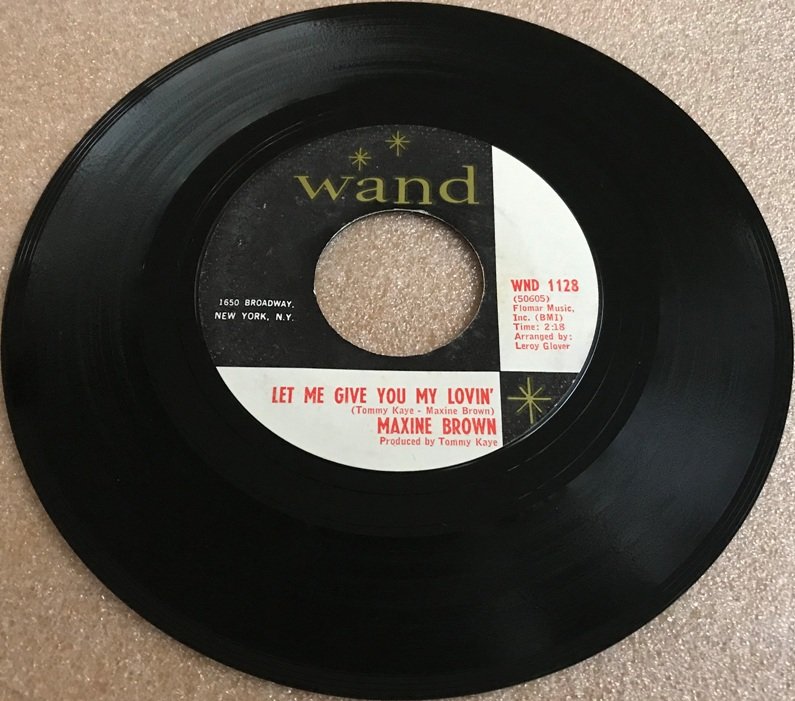 wand
1650 BROADWAY,
NEW YORK, N.Y.
WND 1128
(50605)
Flomar Music,
Inc. (BMI)
Time: 2:18
Arranged by:
Leroy Glover
LET ME GIVE YOU MY LOVIN'
(Tommy Kaye - Maxine Brown)
MAXINE BROWN
Produced by Tommy Kaye